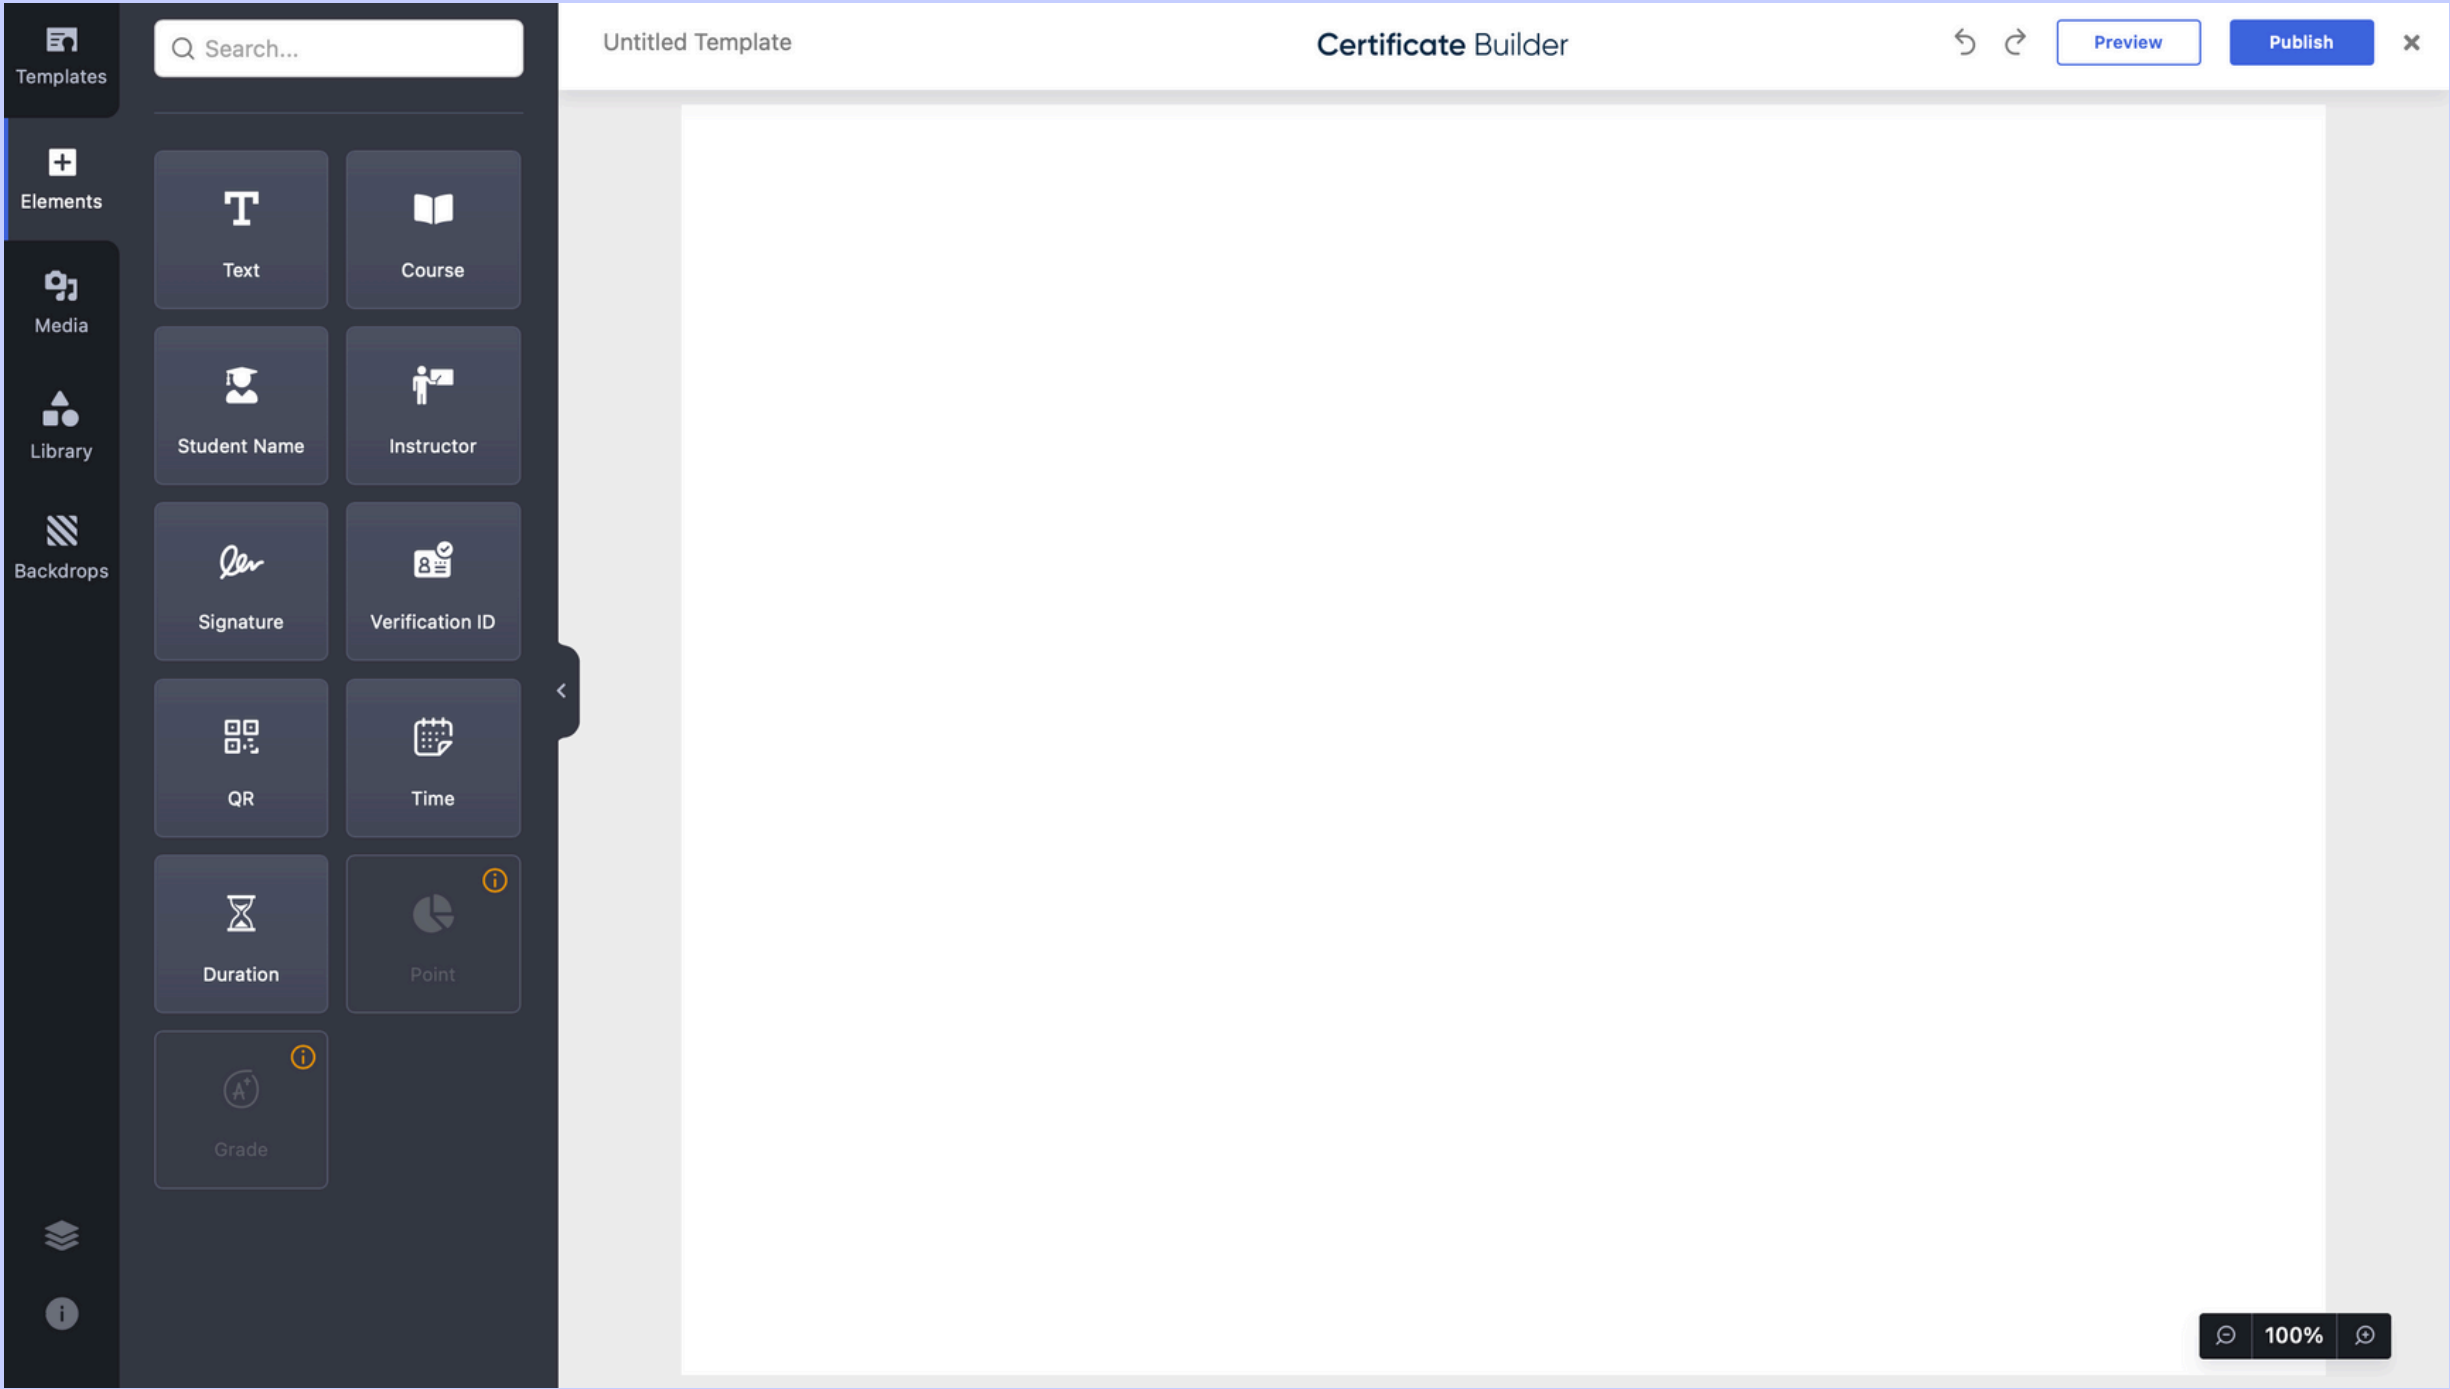 Templates
Elements
Media
Library
Backdrops
Search...
Text
Course
Student Name
Instructor
Signature
Verification ID
QR
Time
Duration
Point
Grade
Untitled Template
Certificate Builder
Preview
Publish
100%